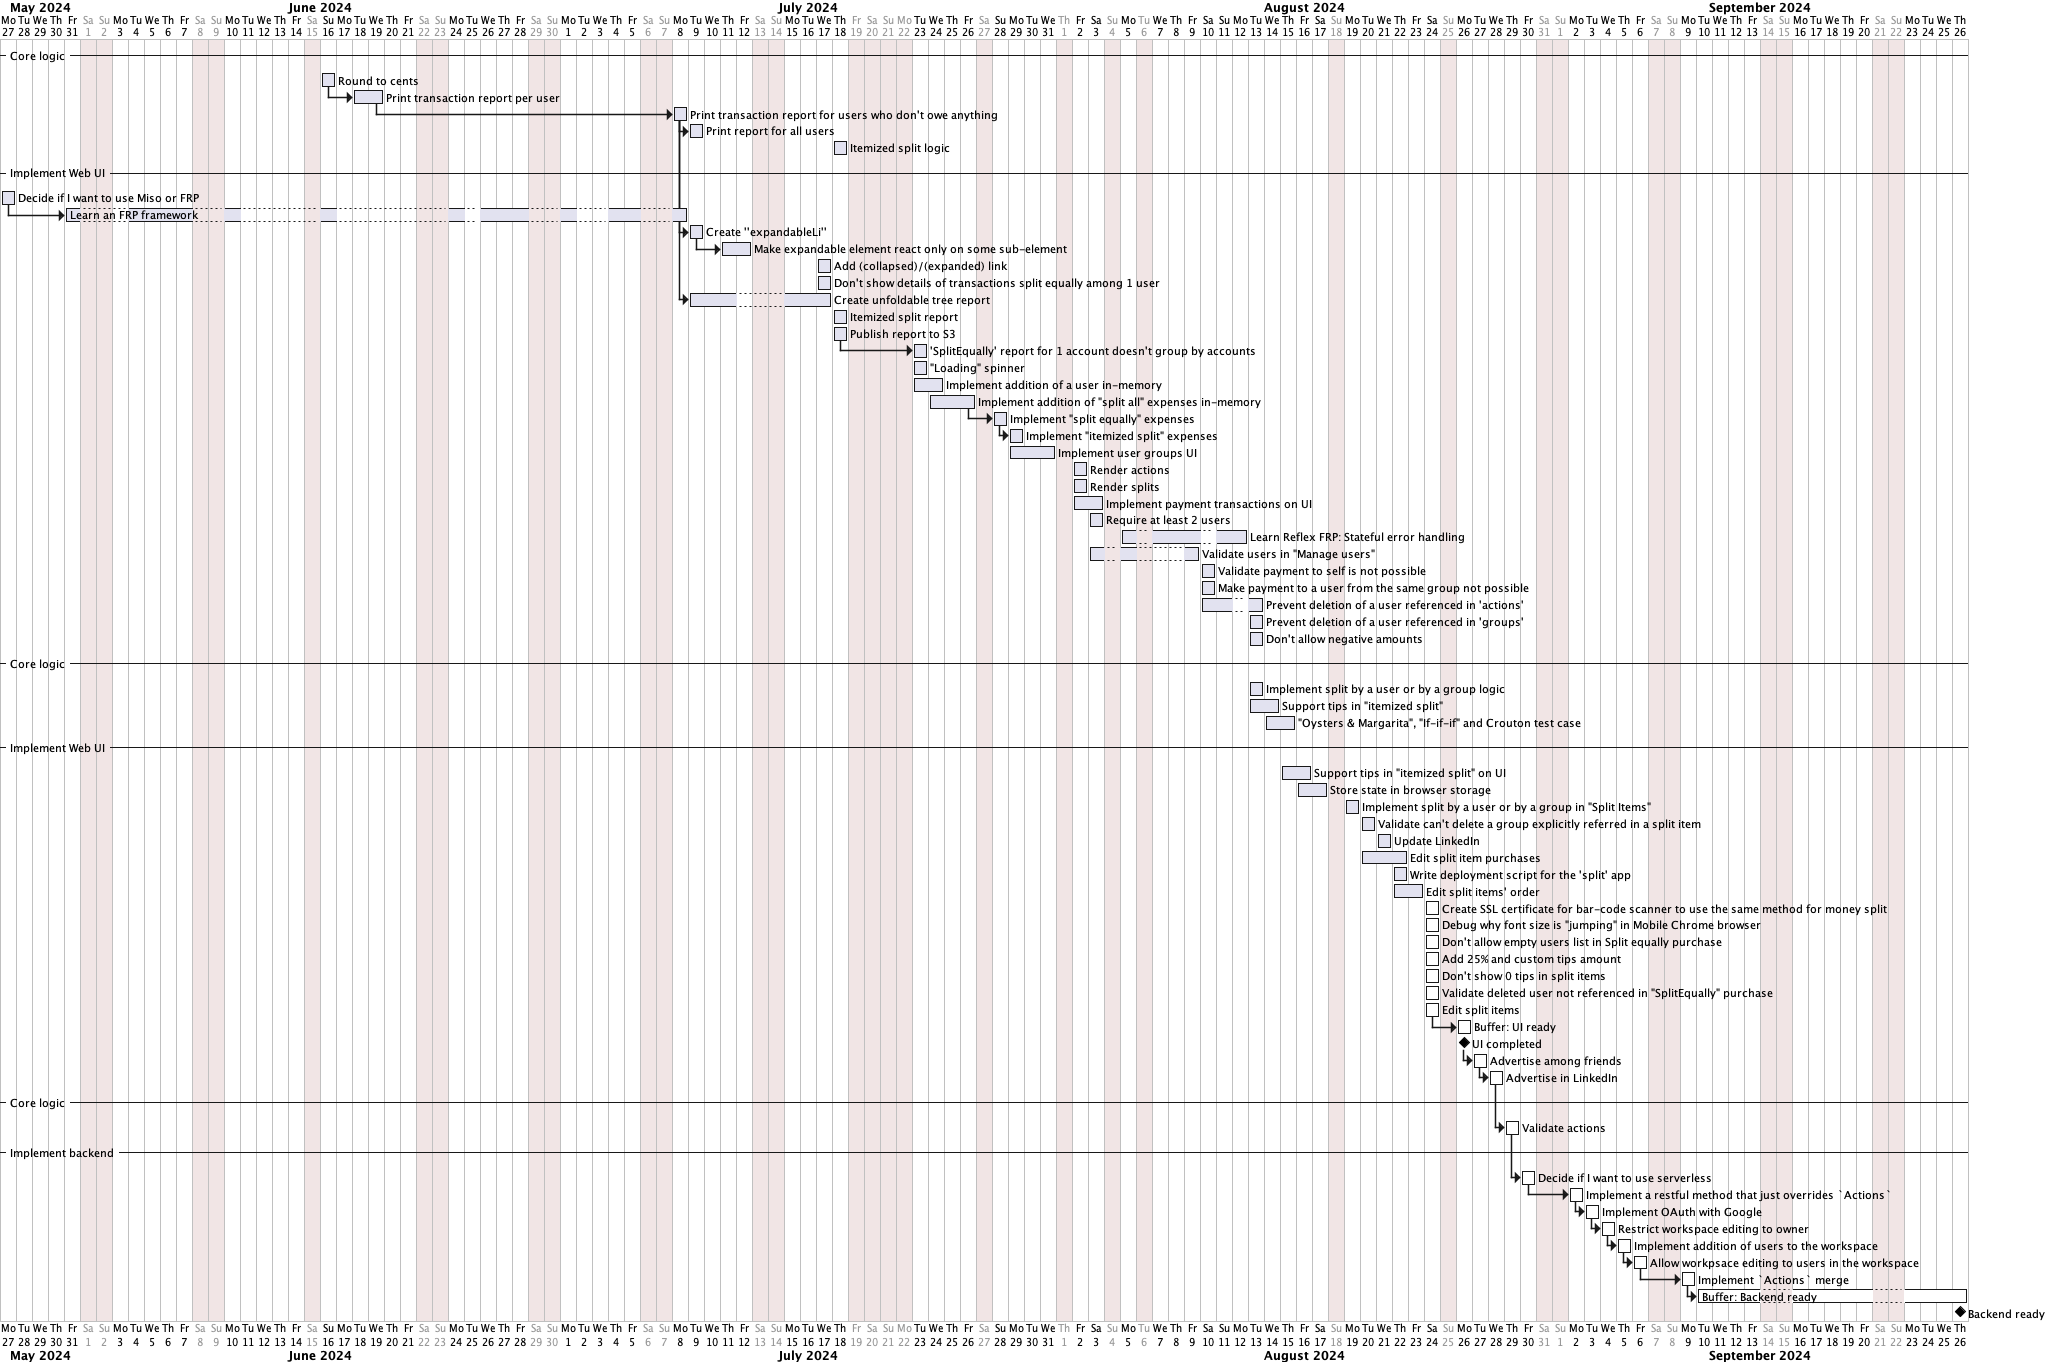 May 2024 June 2024 July 2024 August 2024 September 2024
Mo Tu We Th Fr Sa Su Mo Tu We Th Fr Sa Su Mo Tu We Th Fr Sa Su Mo Tu We Th Fr Sa Su Mo Tu We Th Fr Sa Su Mo Tu We Th Fr Sa Su Mo Tu We Th Fr Sa Su Mo Tu We Th Fr Sa Su Mo Tu We Th Fr Sa Su Mo Tu We Th Fr Sa Su Mo Tu We Th Fr Sa Su Mo Tu We Th Fr Sa Su Mo Tu We Th Fr Sa Su Mo Tu We Th Fr Sa Su Mo Tu We Th Fr Sa Su Mo Tu We Th Fr Sa Su Mo Tu We Th Fr Sa Su Mo Tu We Th
27 28 29 30 31 1 2 3 4 5 6 7 8 9 10 11 12 13 14 15 16 17 18 19 20 21 22 23 24 25 26 27 28 29 30 1 2 3 4 5 6 7 8 9 10 11 12 13 14 15 16 17 18 19 20 21 22 23 24 25 26 27 28 29 30 31 1 2 3 4 5 6 7 8 9 10 11 12 13 14 15 16 17 18 19 20 21 22 23 24 25 26 27 28 29 30 31 1 2 3 4 5 6 7 8 9 10 11 12 13 14 15 16 17 18 19 20 21 22 23 24 25 26
Core logic
Round to cents
Print transaction report per user
Print transaction report for users who don't owe anything
Print report for all users
Itemized split logic
Implement Web UI
Decide if I want to use Miso or FRP
Learn an FRP framework
Create "expandableLi"
Make expandable element react only on some sub-element
Add (collapsed)/(expanded) link
Don't show details of transactions split equally among 1 user
Create unfoldable tree report
Itemized split report
Publish report to S3
'SplitEqually' report for 1 account doesn't group by accounts
"Loading" spinner
Implement addition of a user in-memory
Implement addition of "split all" expenses in-memory
Implement "split equally" expenses
Implement "itemized split" expenses
Implement user groups UI
Render actions
Render splits
Implement payment transactions on UI
Require at least 2 users
Learn Reflex FRP: Stateful error handling
Validate users in "Manage users"
Validate payment to self is not possible
Make payment to a user from the same group not possible
Prevent deletion of a user referenced in 'actions'
Prevent deletion of a user referenced in 'groups'
Don't allow negative amounts
Core logic
Implement split by a user or by a group logic
Support tips in "itemized split"
"Oysters & Margarita", "If-if-if" and Crouton test case
Implement Web UI
Support tips in "itemized split" on UI
Store state in browser storage
Implement split by a user or by a group in "Split Items"
Validate can't delete a group explicitly referred in a split item
Update LinkedIn
Edit split item purchases
Write deployment script for the 'split' app
Edit split items' order
Create SSL certificate for bar-code scanner to use the same method for money split
Debug why font size is "jumping" in Mobile Chrome browser
Don't allow empty users list in Split equally purchase
Add 25% and custom tips amount
Don't show 0 tips in split items
Validate deleted user not referenced in "SplitEqually" purchase
Edit split items
Buffer: UI ready
UI completed
Advertise among friends
Advertise in LinkedIn
Core logic
Validate actions
Implement backend
Decide if I want to use serverless
Implement a restful method that just overrides `Actions`
Implement OAuth with Google
Restrict workspace editing to owner
Implement addition of users to the workspace
Allow workpsace editing to users in the workspace
Implement `Actions` merge
Buffer: Backend ready
Backend ready
Mo Tu We Th Fr Sa Su Mo Tu We Th Fr Sa Su Mo Tu We Th Fr Sa Su Mo Tu We Th Fr Sa Su Mo Tu We Th Fr Sa Su Mo Tu We Th Fr Sa Su Mo Tu We Th Fr Sa Su Mo Tu We Th Fr Sa Su Mo Tu We Th Fr Sa Su Mo Tu We Th Fr Sa Su Mo Tu We Th Fr Sa Su Mo Tu We Th Fr Sa Su Mo Tu We Th Fr Sa Su Mo Tu We Th Fr Sa Su Mo Tu We Th Fr Sa Su Mo Tu We Th Fr Sa Su Mo Tu We Th Fr Sa Su Mo Tu We Th
27 28 29 30 31 1 2 3 4 5 6 7 8 9 10 11 12 13 14 15 16 17 18 19 20 21 22 23 24 25 26 27 28 29 30 1 2 3 4 5 6 7 8 9 10 11 12 13 14 15 16 17 18 19 20 21 22 23 24 25 26 27 28 29 30 31 1 2 3 4 5 6 7 8 9 10 11 12 13 14 15 16 17 18 19 20 21 22 23 24 25 26 27 28 29 30 31 1 2 3 4 5 6 7 8 9 10 11 12 13 14 15 16 17 18 19 20 21 22 23 24 25 26
May 2024 June 2024 July 2024 August 2024 September 2024